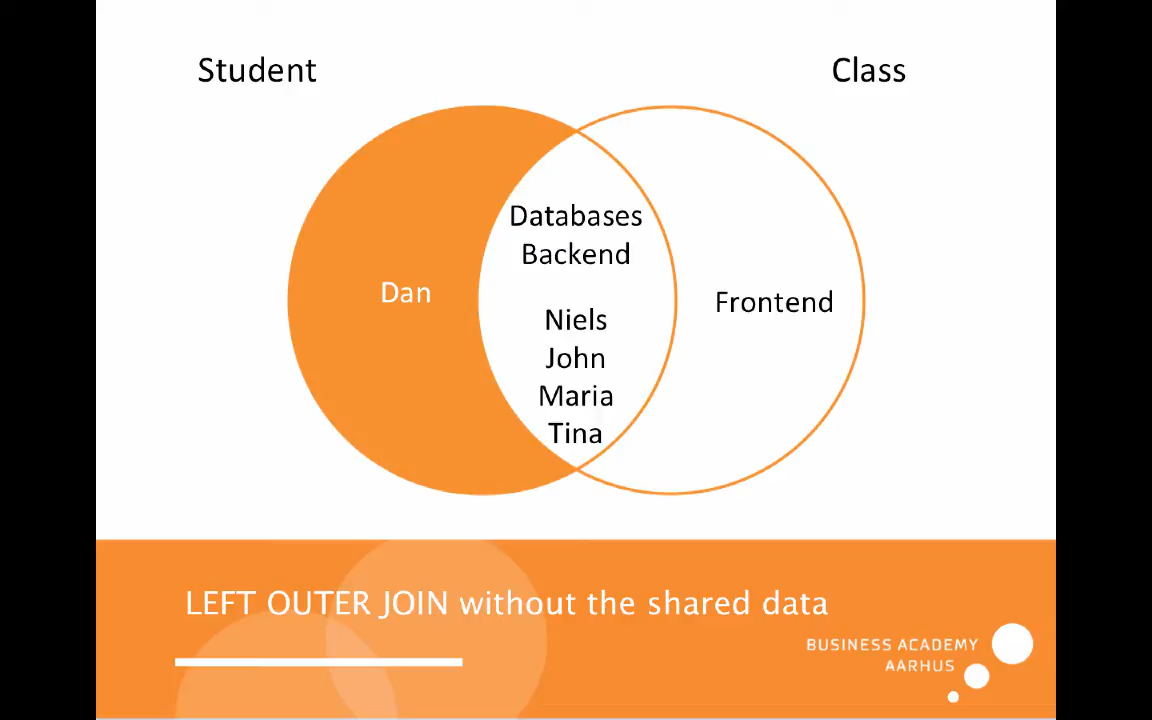 Student
Class
Databases
Backend
Dan
Frontend
Niels
John
Maria
Tina
LEFT OUTER JOIN without the shared data
BUSINESS ACADEMY
AARHUS